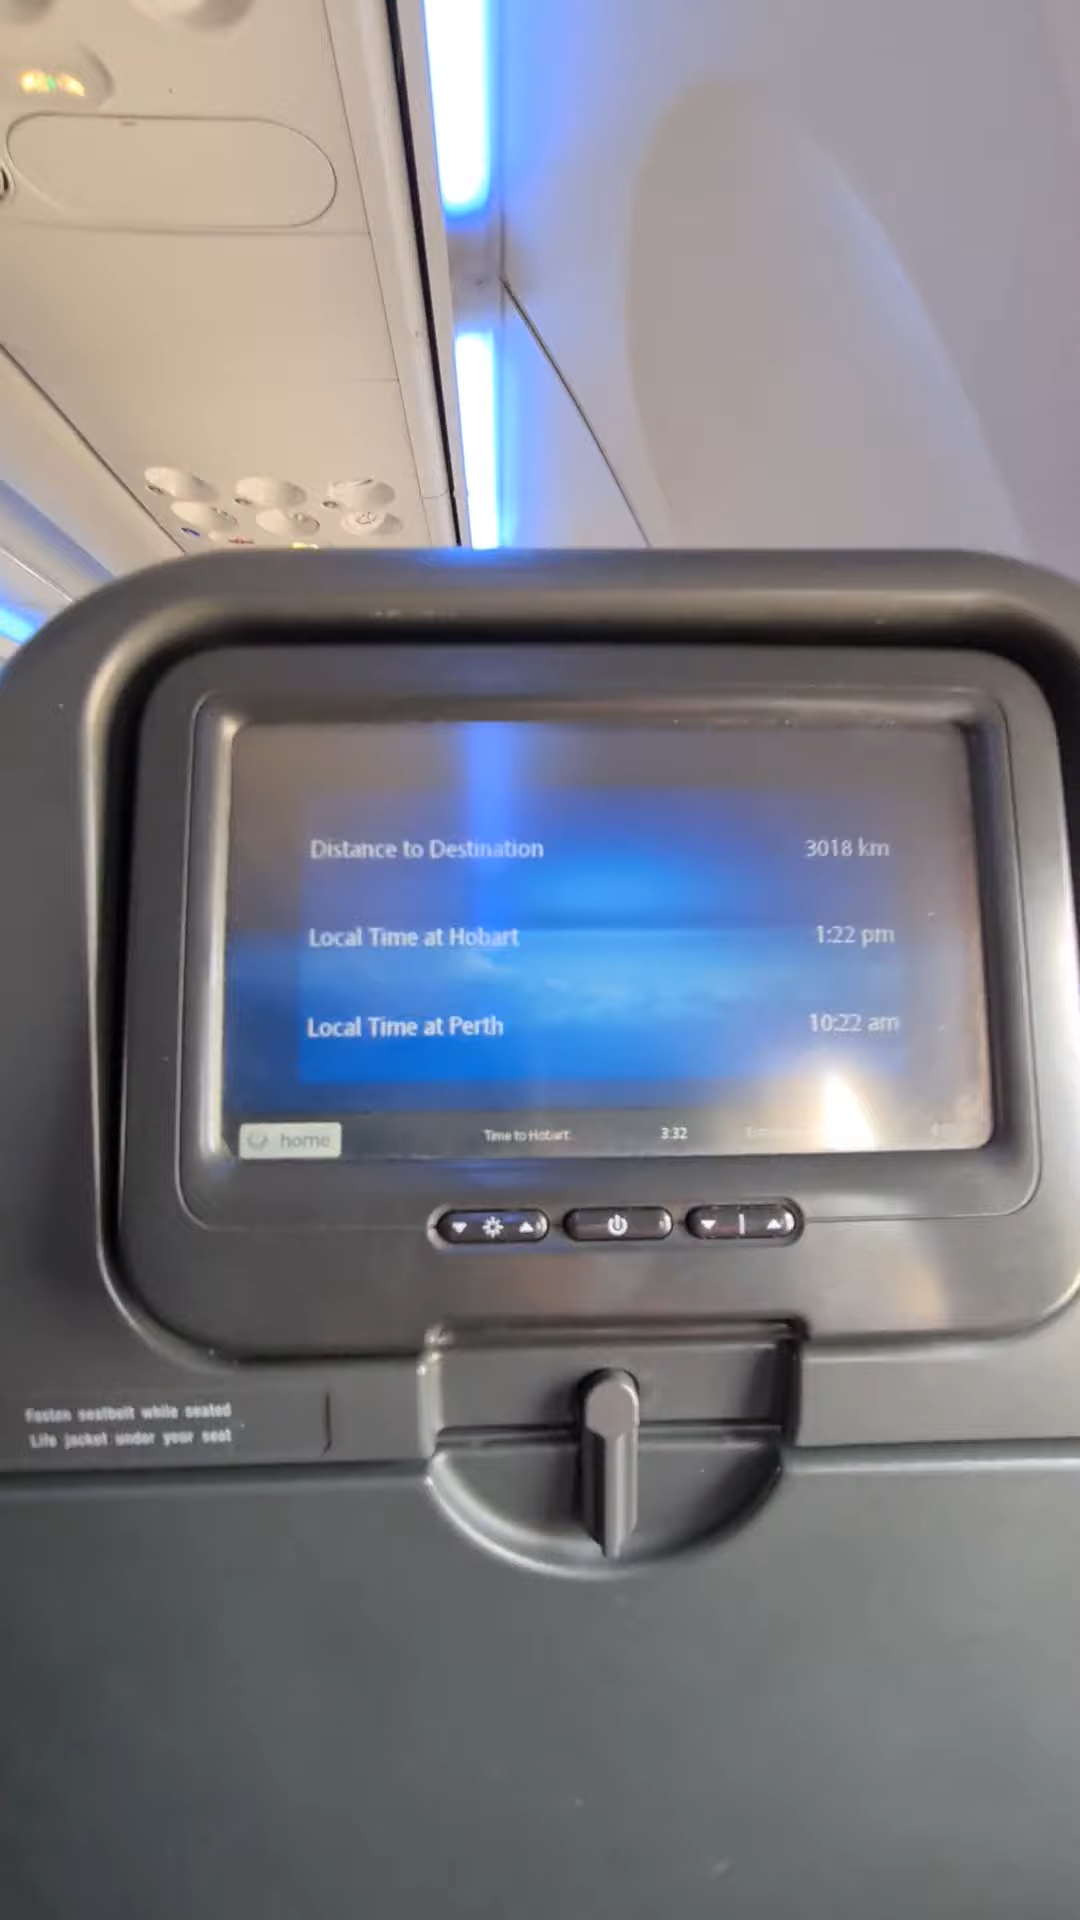 Distance to Destination 3018 km
Local Time at Hobart 1:22 pm
Local Time at Perth 10:22 am
home Time to Hobart 3:32
Fasten seatbelt while seated
Life jacket under your seat